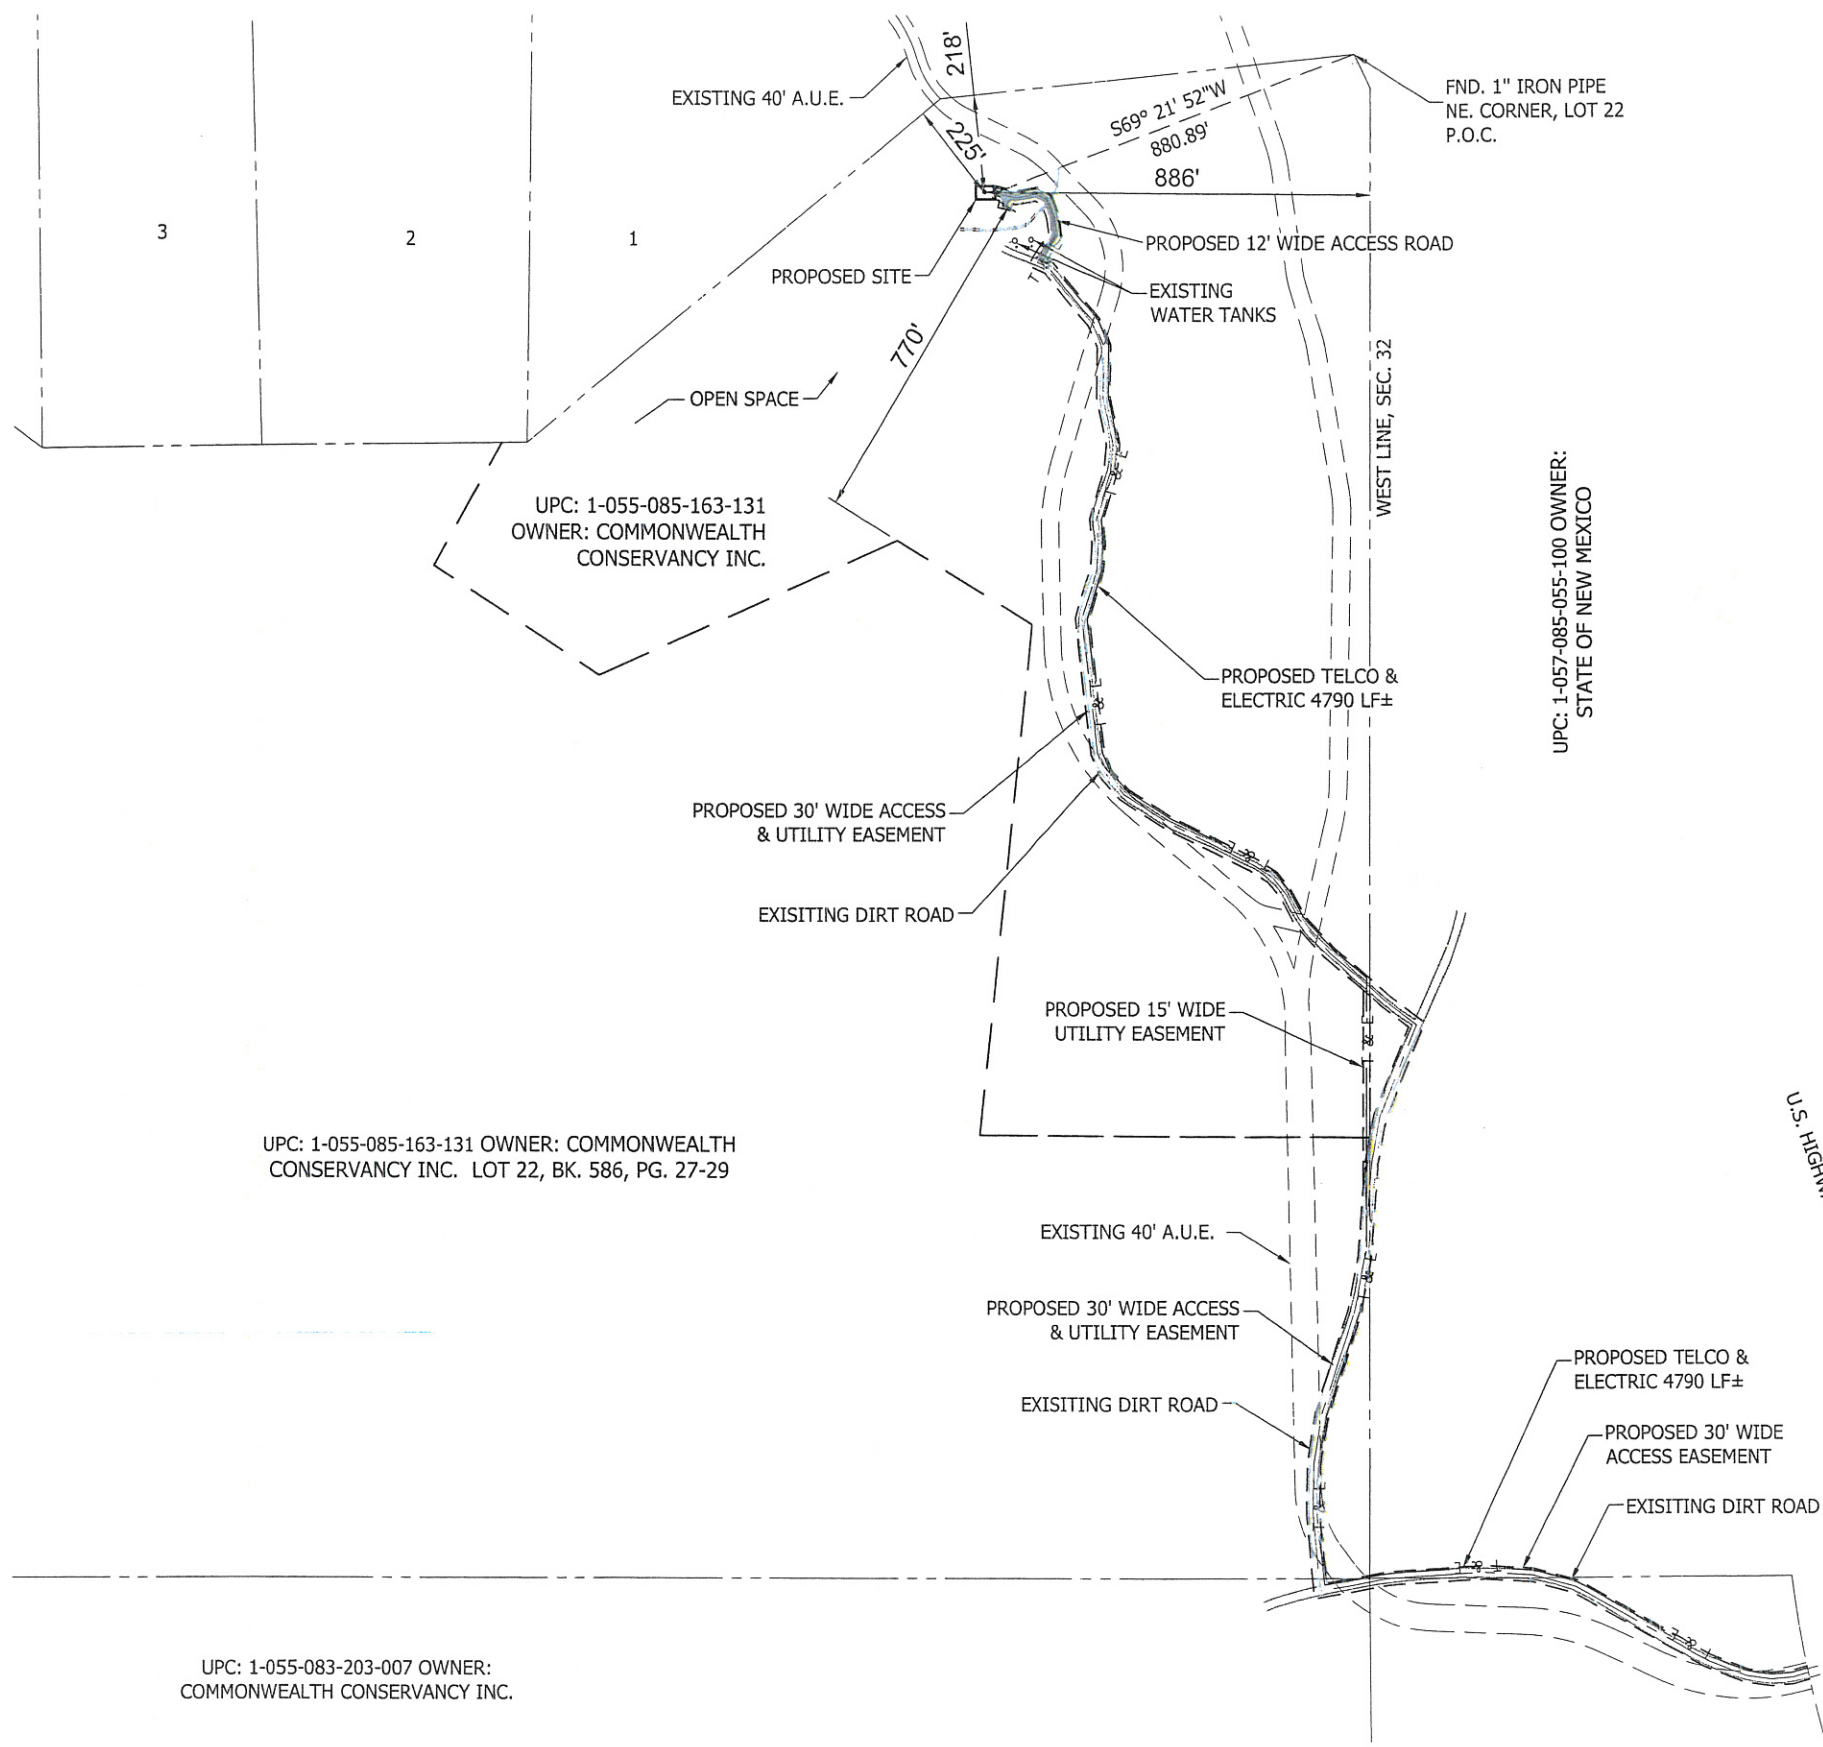 EXISTING 40' A.U.E.
218'
225'
S69° 21' 52"W
880.89'
886'
FND. 1" IRON PIPE
NE. CORNER, LOT 22
P.O.C.
3
2
1
PROPOSED 12' WIDE ACCESS ROAD
PROPOSED SITE
EXISTING
WATER TANKS
770'
OPEN SPACE
WEST LINE, SEC. 32
UPC: 1-055-085-163-131
OWNER: COMMONWEALTH
CONSERVANCY INC.
T
T & E
UPC: 1-057-085-055-100 OWNER:
STATE OF NEW MEXICO
PROPOSED TELCO &
ELECTRIC 4790 LF±
T & E
PROPOSED 30' WIDE ACCESS
& UTILITY EASEMENT
T & E
EXISITING DIRT ROAD
PROPOSED 15' WIDE
UTILITY EASEMENT
T & E
U.S. HIGHW
UPC: 1-055-085-163-131 OWNER: COMMONWEALTH
CONSERVANCY INC. LOT 22, BK. 586, PG. 27-29
EXISTING 40' A.U.E.
T & E
PROPOSED 30' WIDE ACCESS
& UTILITY EASEMENT
PROPOSED TELCO &
ELECTRIC 4790 LF±
EXISITING DIRT ROAD
PROPOSED 30' WIDE
ACCESS EASEMENT
T & E
EXISITING DIRT ROAD
T & E
T & E
UPC: 1-055-083-203-007 OWNER:
COMMONWEALTH CONSERVANCY INC.